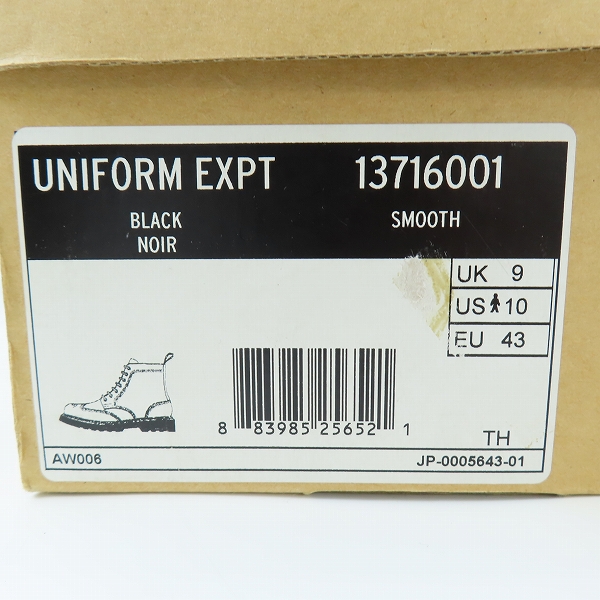 UNIFORM EXPT 13716001
BLACK SMOOTH
NOIR
UK 9
US 10
EU 43
8 83985 25652 1
TH
AW006 JP-0005643-01